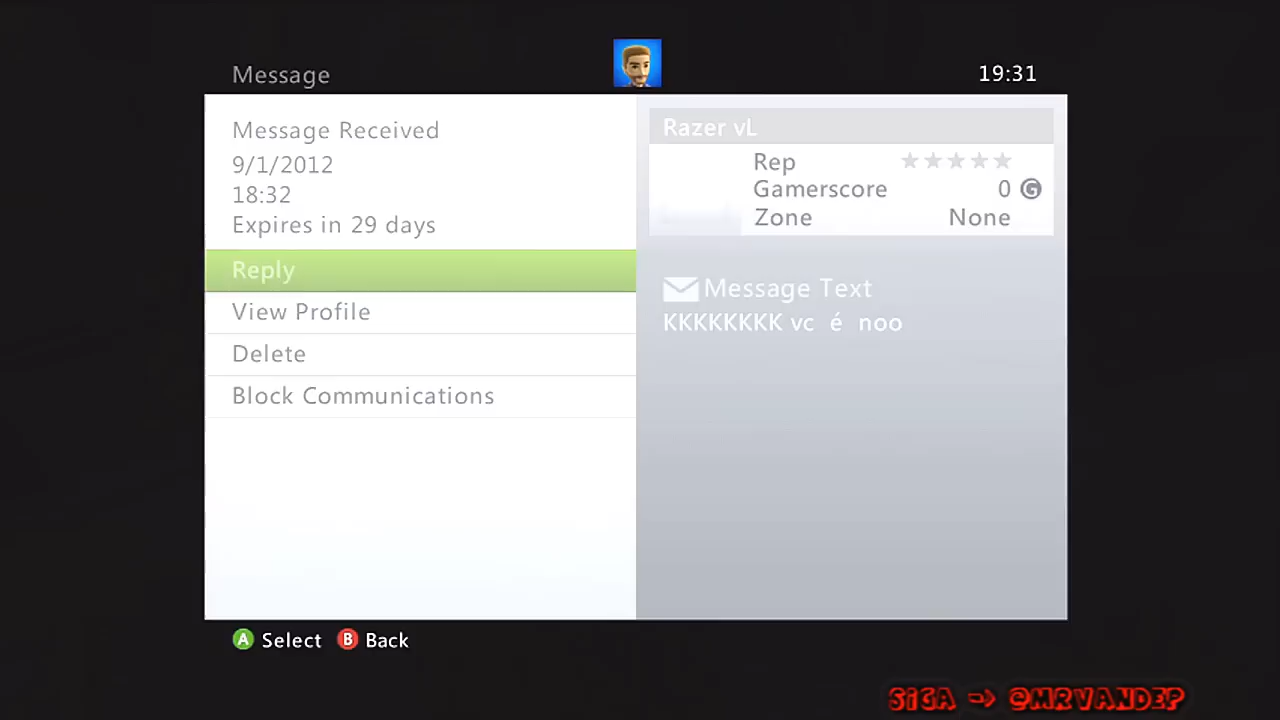 Message
19:31
Message Received
9/1/2012
18:32
Expires in 29 days
Reply
View Profile
Delete
Block Communications
Razer vL
Rep
Gamerscore 0 G
Zone None
Message Text
KKKKKKKK vc é noo
A Select B Back
SIGA -> @MRVANDEP